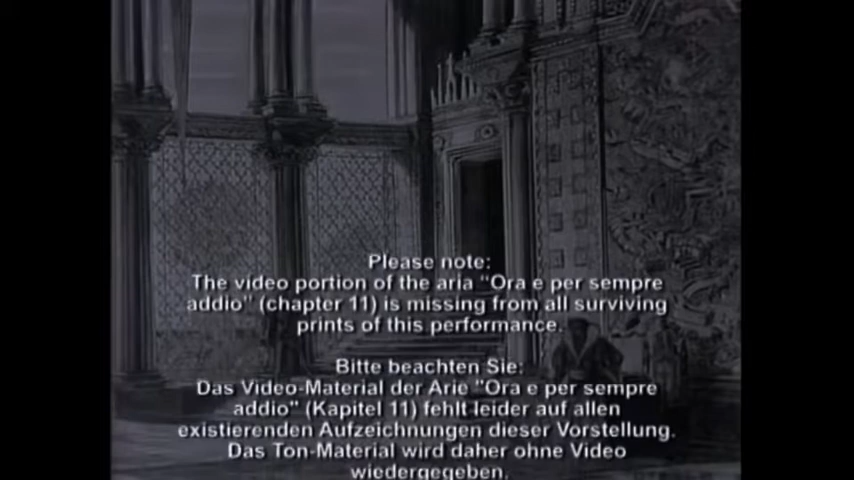 Please note:
The video portion of the aria "Ora e per sempre
addio" (chapter 11) is missing from all surviving
prints of this performance.
Bitte beachten Sie:
Das Video-Material der Arie "Ora e per sempre
addio" (Kapitel 11) fehlt leider auf allen
existierenden Aufzeichnungen dieser Vorstellung.
Das Ton-Material wird daher ohne Video
wiedergegeben.